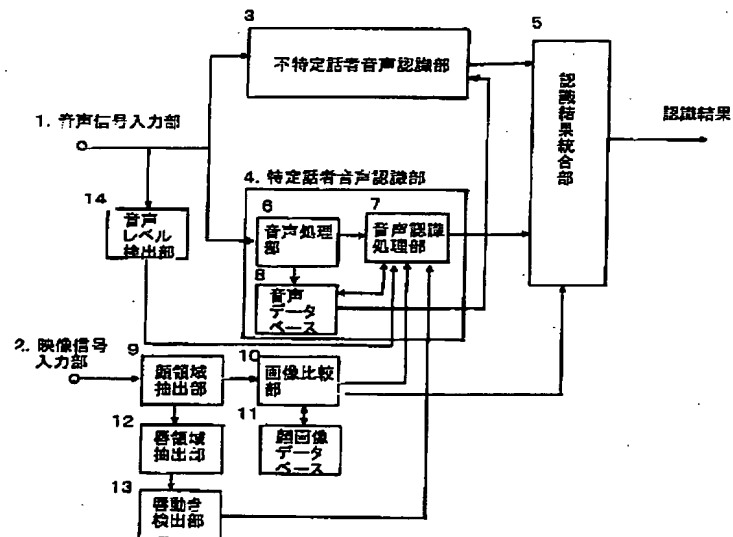 3
不特定話者音声認識部
5
認識結果統合部
認識結果
1. 音声信号入力部
4. 特定話者音声認識部
14
音声
レベル
検出部
6
音声処理
部
7
音声認識
処理部
8
音声
データ
ベース
2. 映像信号
入力部
9
顔領域
抽出部
10
画像比較
部
11
顔画像
データ
ベース
12
唇領域
抽出部
13
唇動き
検出部